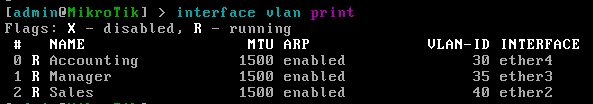 [admin@MikroTik] > interface vlan print
Flags: X - disabled, R - running
# NAME MTU ARP VLAN-ID INTERFACE
0 R Accounting 1500 enabled 30 ether4
1 R Manager 1500 enabled 35 ether3
2 R Sales 1500 enabled 40 ether2